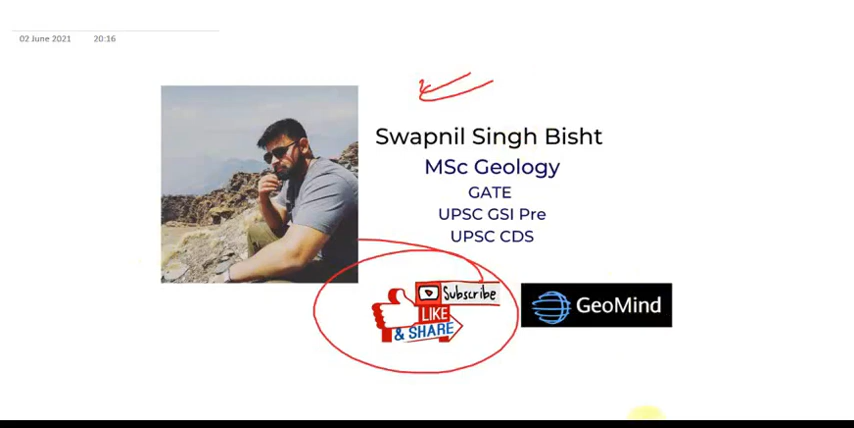 02 June 2021 20:16
Swapnil Singh Bisht
MSc Geology
GATE
UPSC GSI Pre
UPSC CDS
Subscribe
LIKE
& SHARE
GeoMind